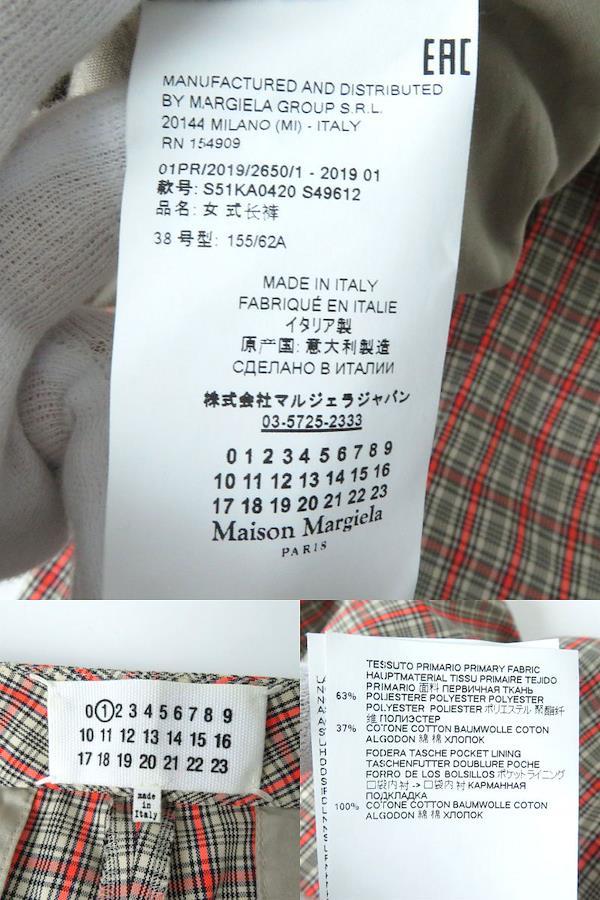 EAC
MANUFACTURED AND DISTRIBUTED
BY MARGIELA GROUP S.R.L.
20144 MILANO (MI) - ITALY
RN 154909
01PR/2019/2650/1 - 2019 01
款号: S51KA0420 S49612
品名: 女 式长裤
38 号型: 155/62A
MADE IN ITALY
FABRIQUÉ EN ITALIE
イタリア製
原产国: 意大利製造
СДЕЛАНО В ИТАЛИИ
株式会社マルジェラジャパン
03-5725-2333
0 1 2 3 4 5 6 7 8 9
10 11 12 13 14 15 16
17 18 19 20 21 22 23
Maison Margiela
PARIS
0 1 2 3 4 5 6 7 8 9
10 11 12 13 14 15 16
17 18 19 20 21 22 23
made
in
Italy
TESSUTO PRIMARIO PRIMARY FABRIC
HAUPTMATERIAL TISSU PRIMAIRE TEJIDO
PRIMARIO 面料 ПЕРВИЧНАЯ ТКАНЬ
63% POLIESTERE POLYESTER POLYESTER
POLYESTER POLIESTER ポリエステル 聚酯纤
维 ПОЛИЭСТЕР
37% COTONE COTTON BAUMWOLLE COTON
ALGODON 綿 棉 ХЛОПОК
FODERA TASCHE POCKET LINING
TASCHENFUTTER DOUBLURE POCHE
FORRO DE LOS BOLSILLOS ポケットライニング
口袋内衬 -> 口袋内衬 КАРМАННАЯ
ПОДКЛАДКА
100% COTONE COTTON BAUMWOLLE COTON
ALGODON 綿 棉 ХЛОПОК